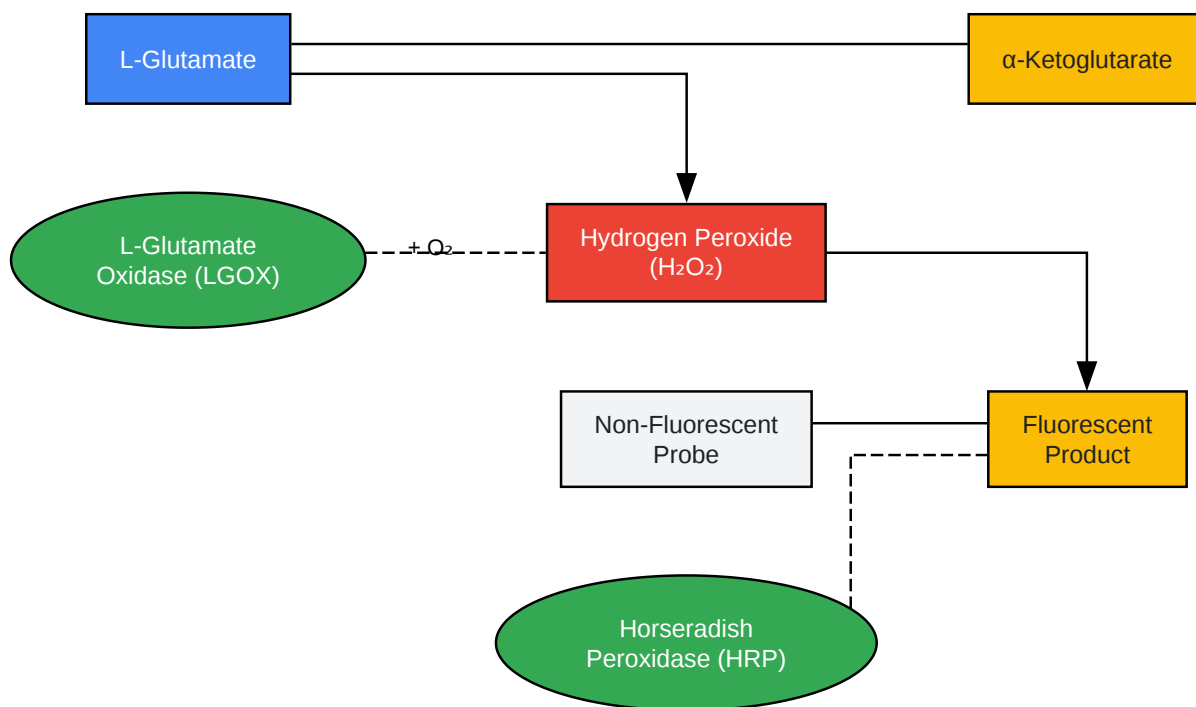 L-Glutamate
α-Ketoglutarate
L-Glutamate
Oxidase (LGOX)
+ O₂
Hydrogen Peroxide
(H₂O₂)
Non-Fluorescent
Probe
Fluorescent
Product
Horseradish
Peroxidase (HRP)